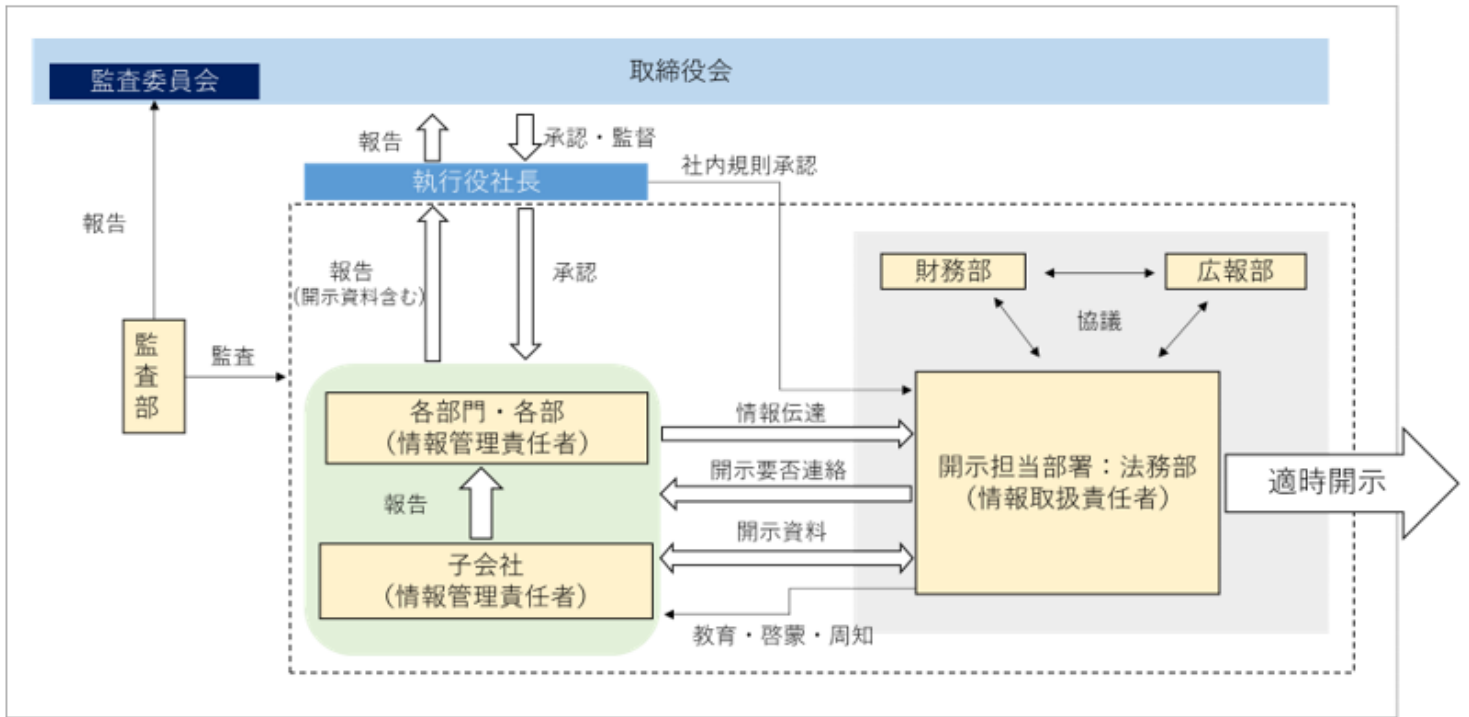 取締役会
監査委員会
報告
承認・監督
社内規則承認
執行役社長
報告
報告
(開示資料含む)
承認
財務部
広報部
協議
監査部
監査
各部門・各部
（情報管理責任者）
情報伝達
開示要否連絡
開示担当部署：法務部
（情報取扱責任者）
適時開示
報告
開示資料
子会社
（情報管理責任者）
教育・啓蒙・周知